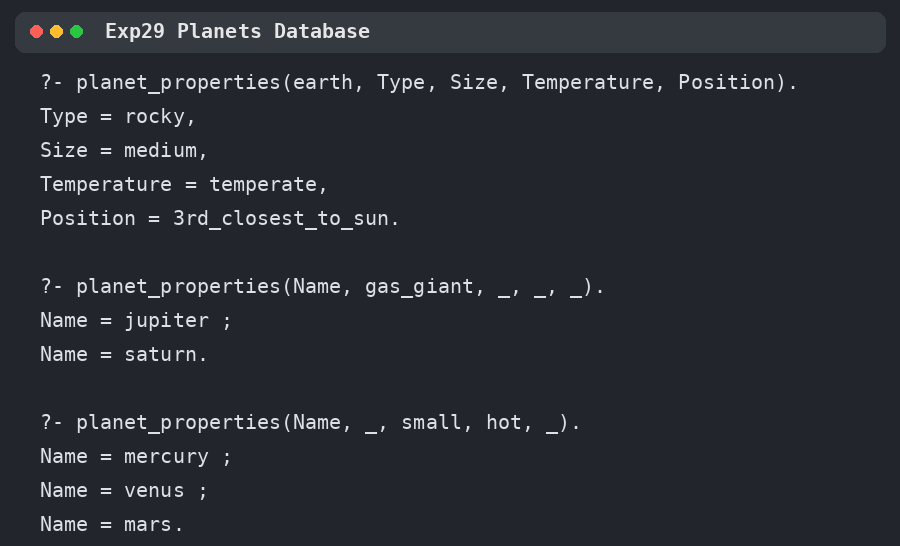 Exp29 Planets Database
?- planet_properties(earth, Type, Size, Temperature, Position).
Type = rocky,
Size = medium,
Temperature = temperate,
Position = 3rd_closest_to_sun.
?- planet_properties(Name, gas_giant, _, _, _).
Name = jupiter ;
Name = saturn.
?- planet_properties(Name, _, small, hot, _).
Name = mercury ;
Name = venus ;
Name = mars.